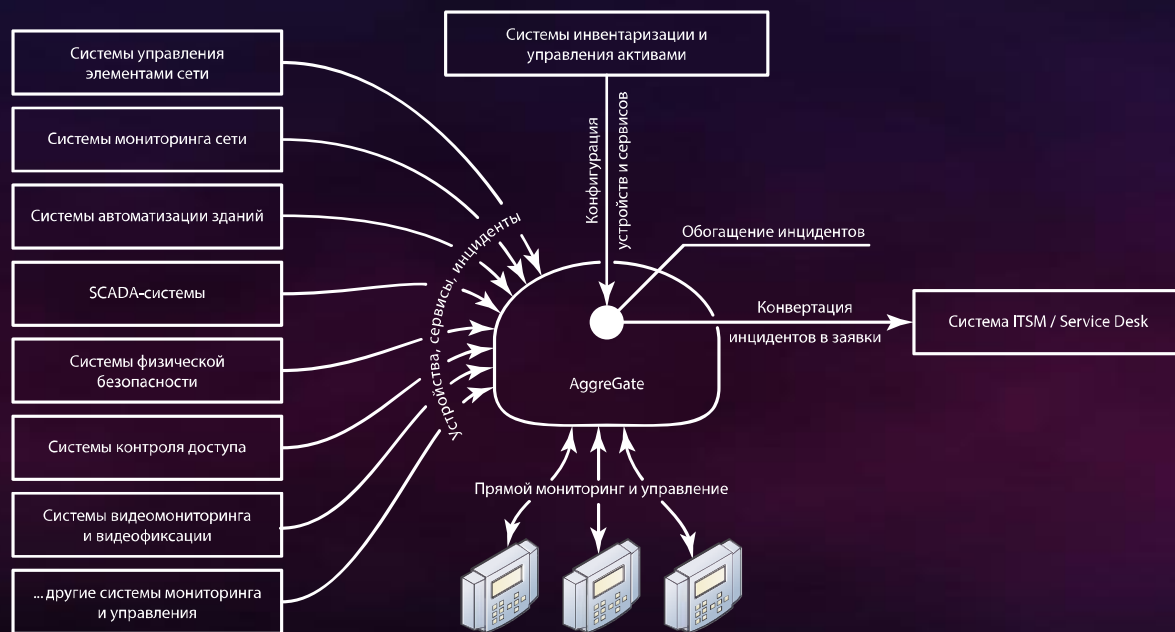 Системы управления
элементами сети
Системы мониторинга сети
Системы автоматизации зданий
SCADA-системы
Системы физической
безопасности
Системы контроля доступа
Системы видеомониторинга
и видеофиксации
...другие системы мониторинга
и управления
Устройства, сервисы, инциденты
Системы инвентаризации и
управления активами
Конфигурация
устройств и сервисов
Обогащение инцидентов
Конвертация
инцидентов в заявки
Система ITSM / Service Desk
AggreGate
Прямой мониторинг и управление